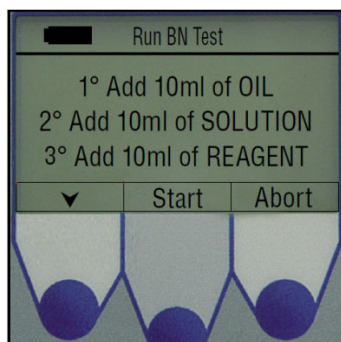 Run BN Test
1° Add 10ml of OIL
2° Add 10ml of SOLUTION
3° Add 10ml of REAGENT
Start Abort